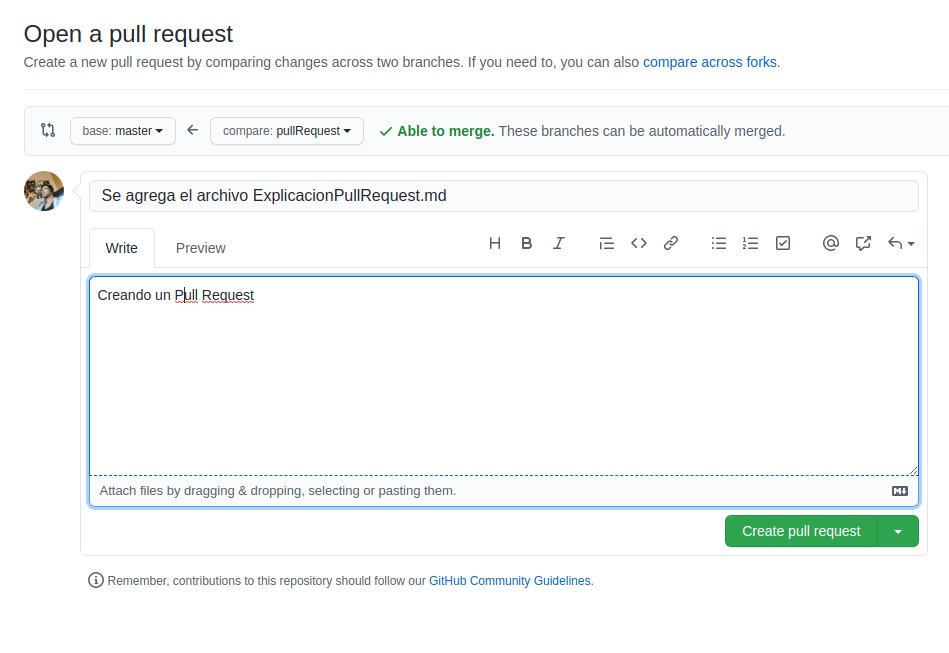 Open a pull request
Create a new pull request by comparing changes across two branches. If you need to, you can also compare across forks.
base: master compare: pullRequest Able to merge. These branches can be automatically merged.
Se agrega el archivo ExplicacionPullRequest.md
Write Preview H B I
Creando un Pull Request
Attach files by dragging & dropping, selecting or pasting them.
Create pull request
Remember, contributions to this repository should follow our GitHub Community Guidelines.